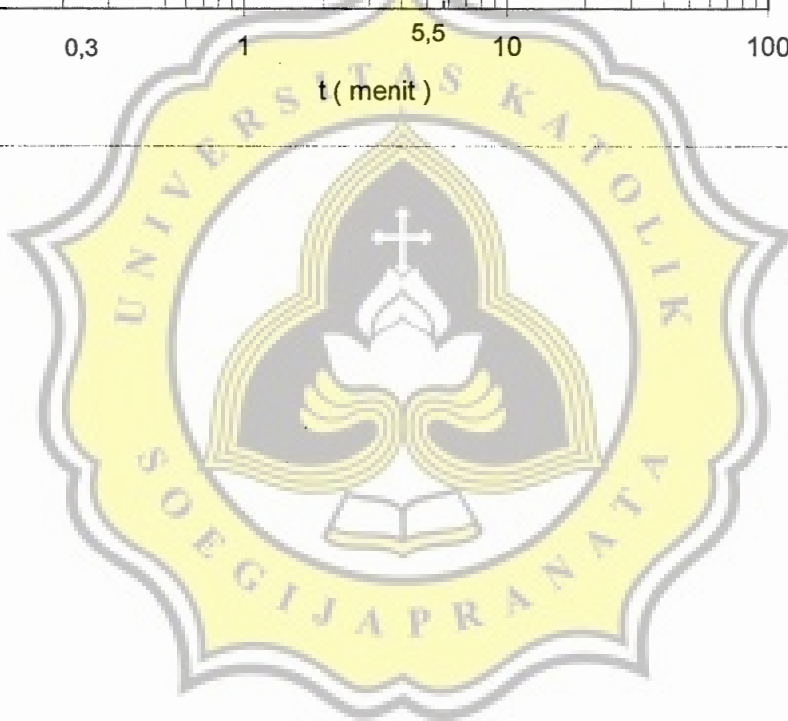 0,3 1 5,5 10 100
t ( menit )
UNIVERSITAS KATOLIK
SOEGIJAPRANATA